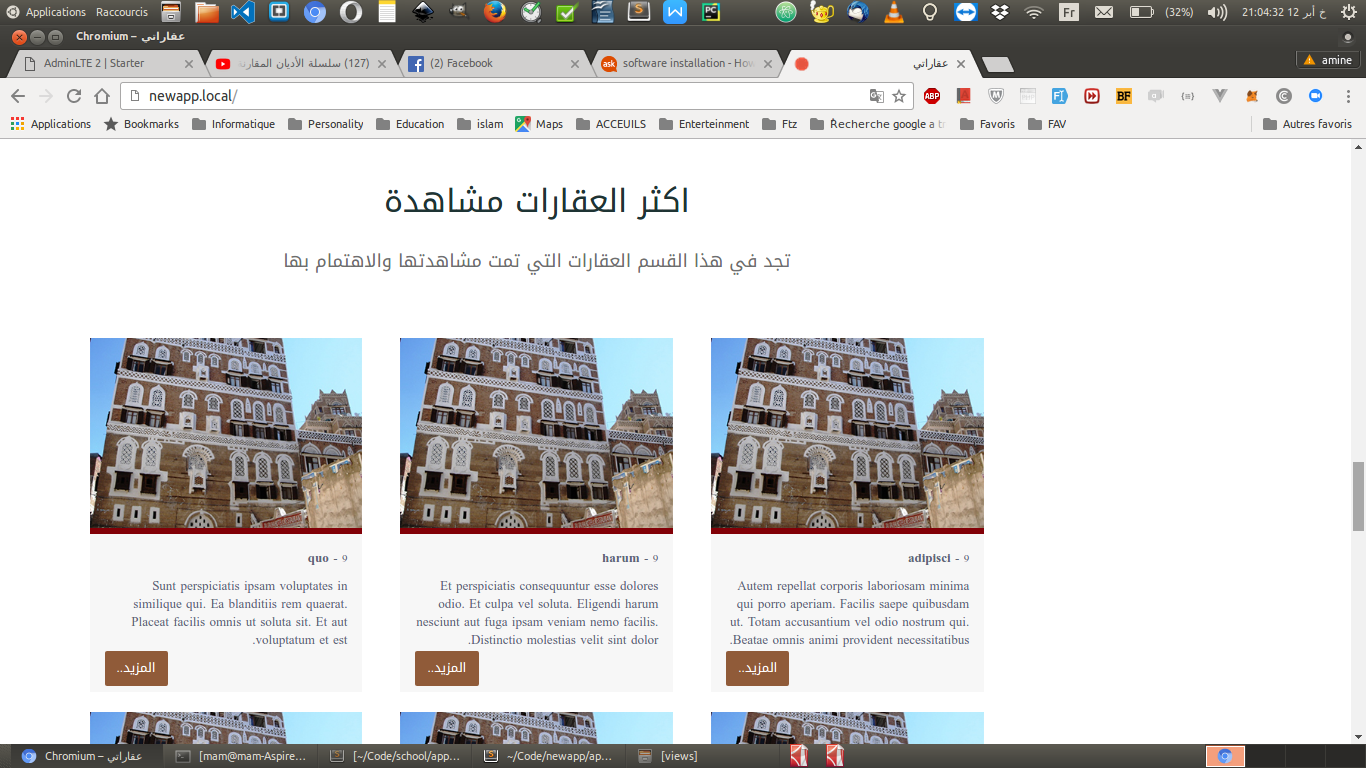 Applications Raccourcis
Fr (32%) 21:04:32 خ أبر 12
Chromium – عقاراتي
AdminLTE 2 | Starter
(127) سلسلة الأديان المقارنة
(2) Facebook
software installation - How
عقاراتي
amine
newapp.local/
Applications Bookmarks Informatique Personality Education islam Maps ACCEUILS Enterteinment Ftz Recherche google a tr Favoris FAV Autres favoris
اكثر العقارات مشاهدة
تجد في هذا القسم العقارات التي تمت مشاهدتها والاهتمام بها
quo - 9
Sunt perspiciatis ipsam voluptates in
similique qui. Ea blanditiis rem quaerat.
Placeat facilis omnis ut soluta sit. Et aut
.voluptatum et est
المزيد..
harum - 9
Et perspiciatis consequuntur esse dolores
odio. Et culpa vel soluta. Eligendi harum
nesciunt aut fuga ipsam veniam nemo facilis.
.Distinctio molestias velit sint dolor
المزيد..
adipisci - 9
Autem repellat corporis laboriosam minima
qui porro aperiam. Facilis saepe quibusdam
ut. Totam accusantium vel odio nostrum qui.
.Beatae omnis animi provident necessitatibus
المزيد..
Chromium – عقاراتي
[mam@mam-Aspire...
[~/Code/school/app...
~/Code/newapp/ap...
[views]